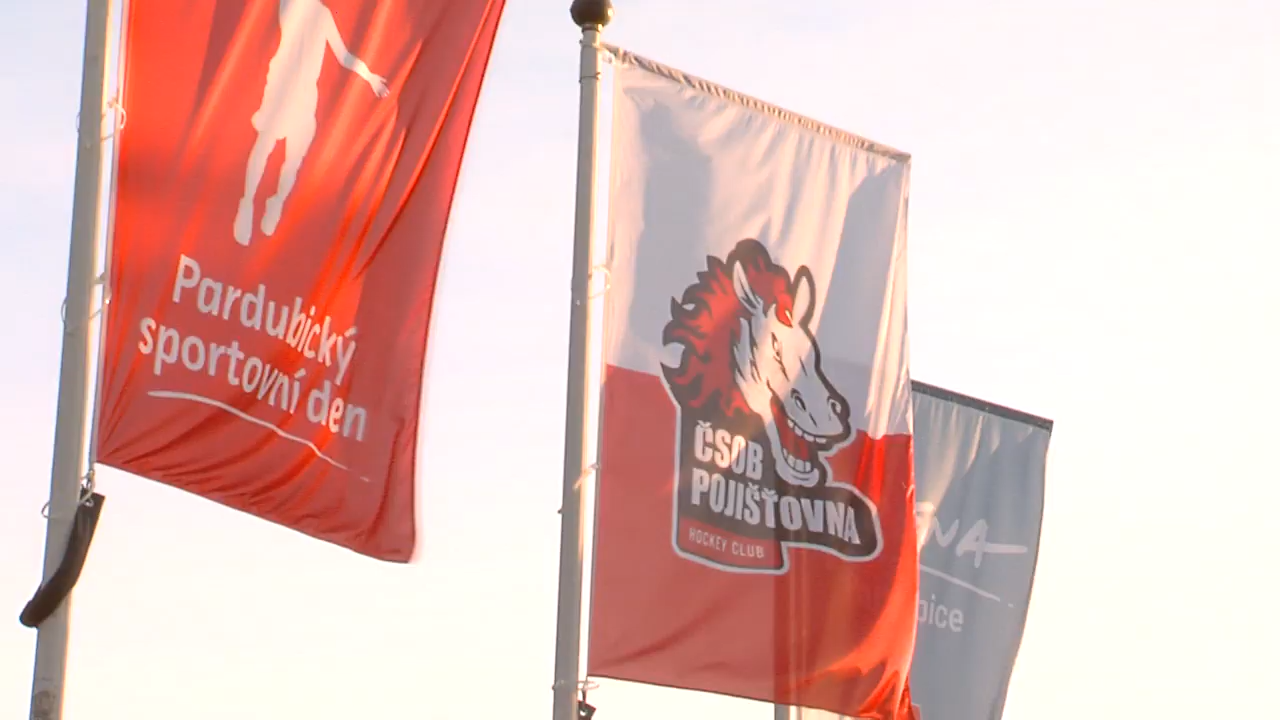 Pardubický
sportovní den
ČSOB
POJIŠŤOVNA
HOCKEY CLUB